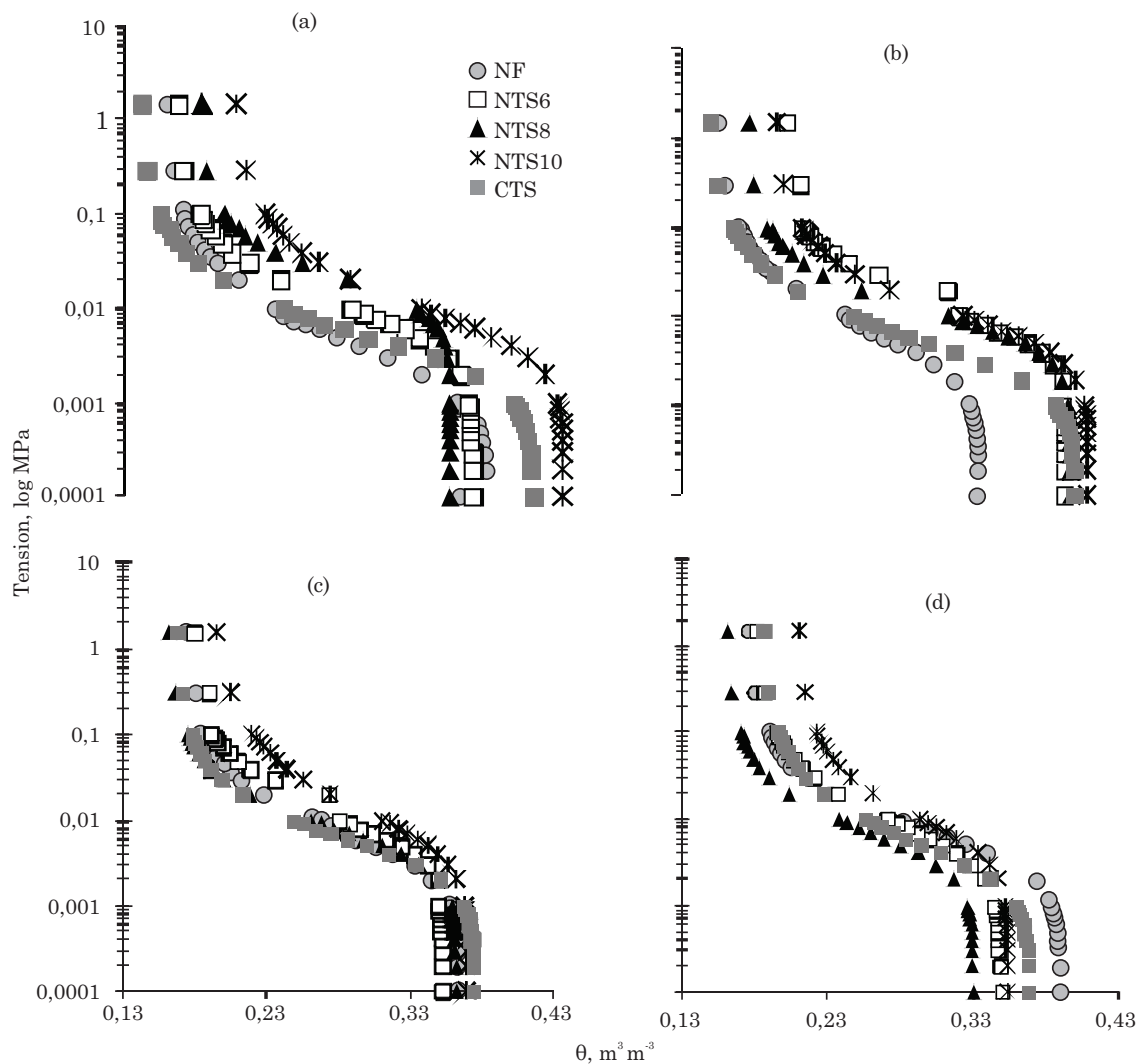 (a)
10
1
0,1
0,01
0,001
0,0001
NF
NTS6
NTS8
NTS10
CTS
(b)
Tension, log MPa
(c)
10
1
0,1
0,01
0,001
0,0001
0,13
0,23
0,33
0,43
(d)
0,13
0,23
0,33
0,43
θ, m³ m⁻³